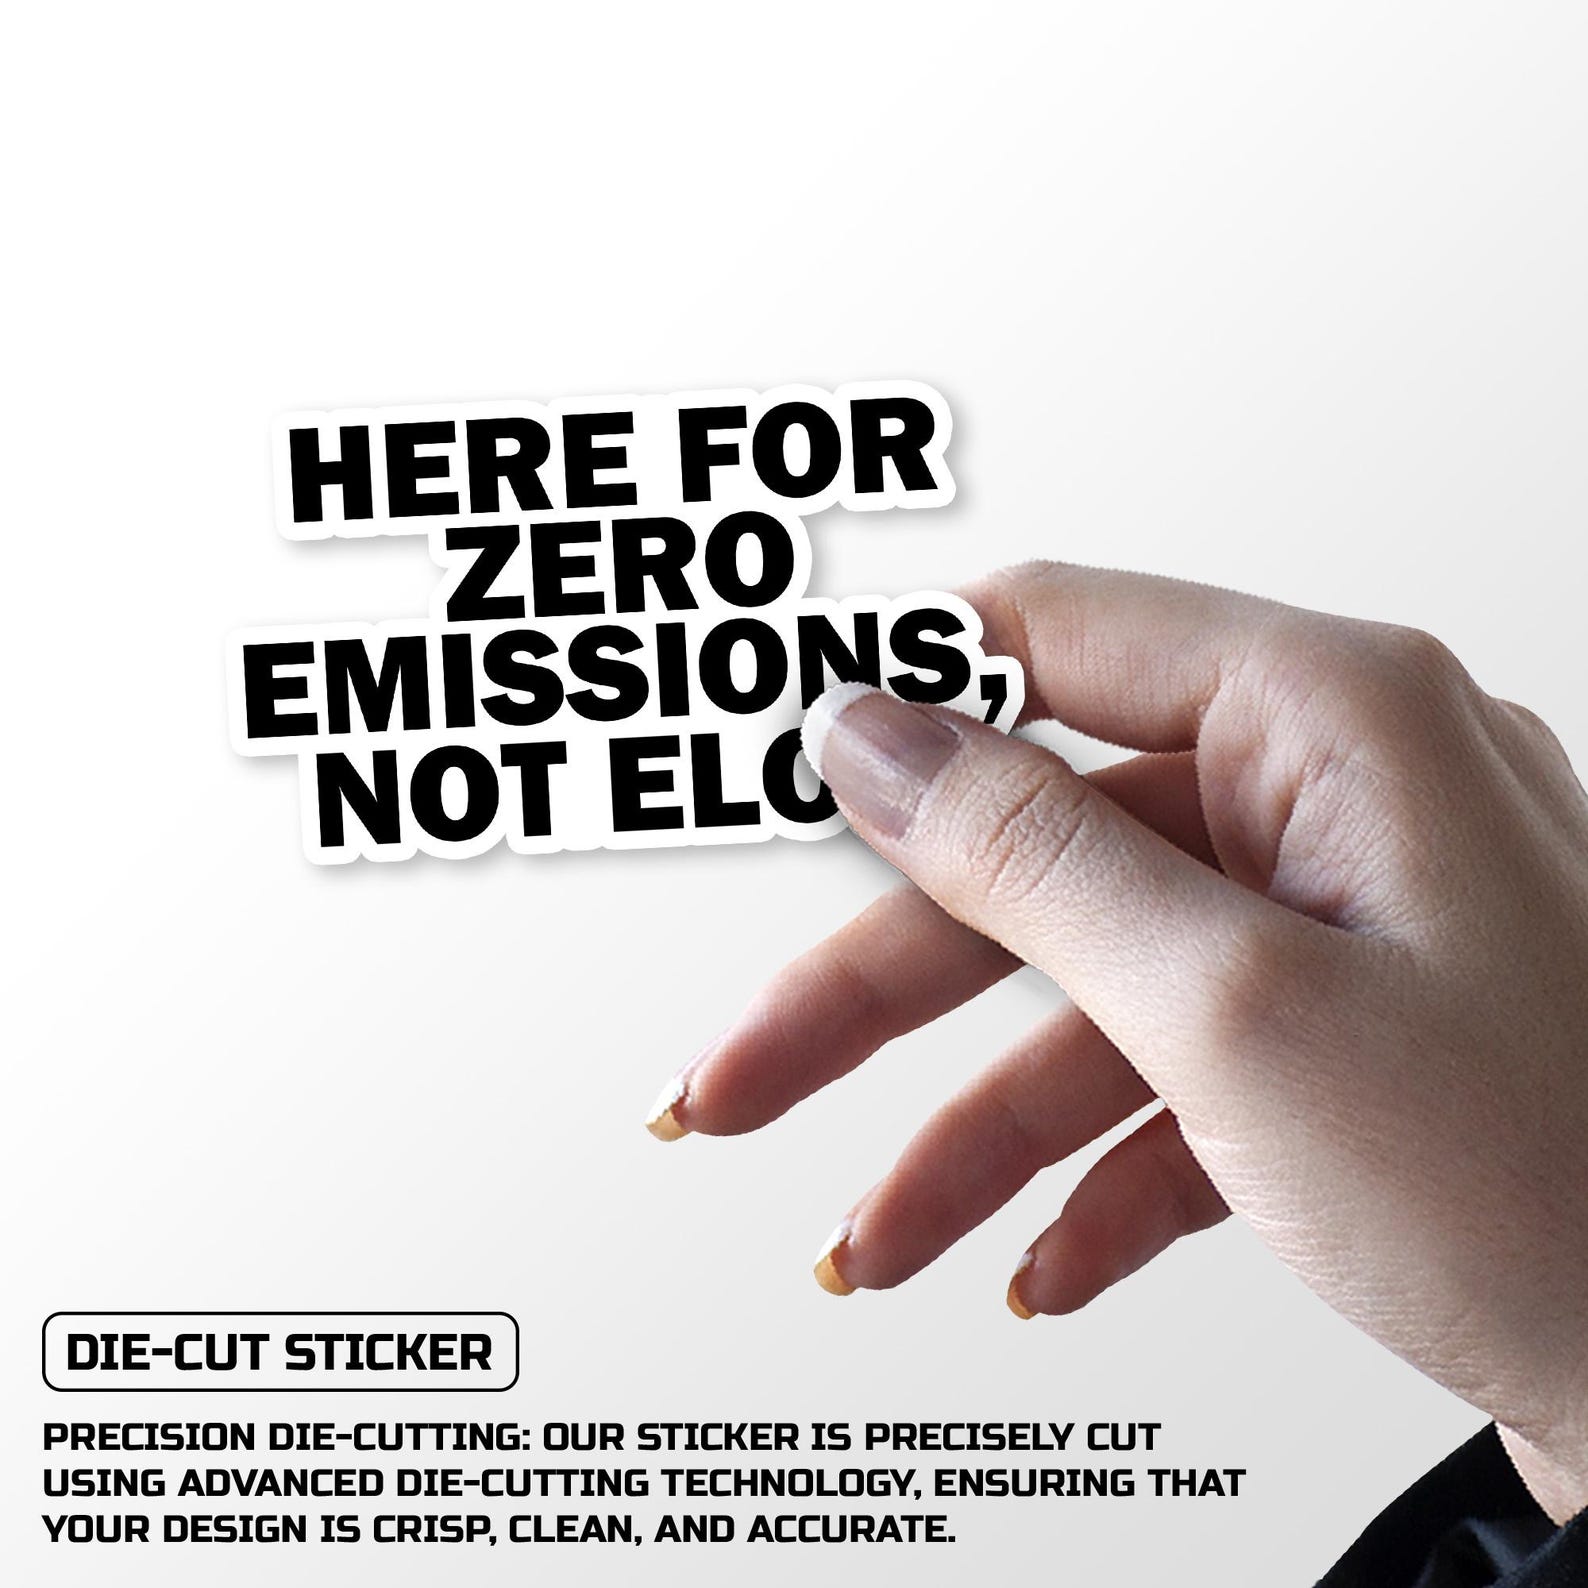 HERE FOR
ZERO
EMISSIONS,
NOT
DIE-CUT STICKER
PRECISION DIE-CUTTING: OUR STICKER IS PRECISELY CUT
USING ADVANCED DIE-CUTTING TECHNOLOGY, ENSURING THAT
YOUR DESIGN IS CRISP, CLEAN, AND ACCURATE.